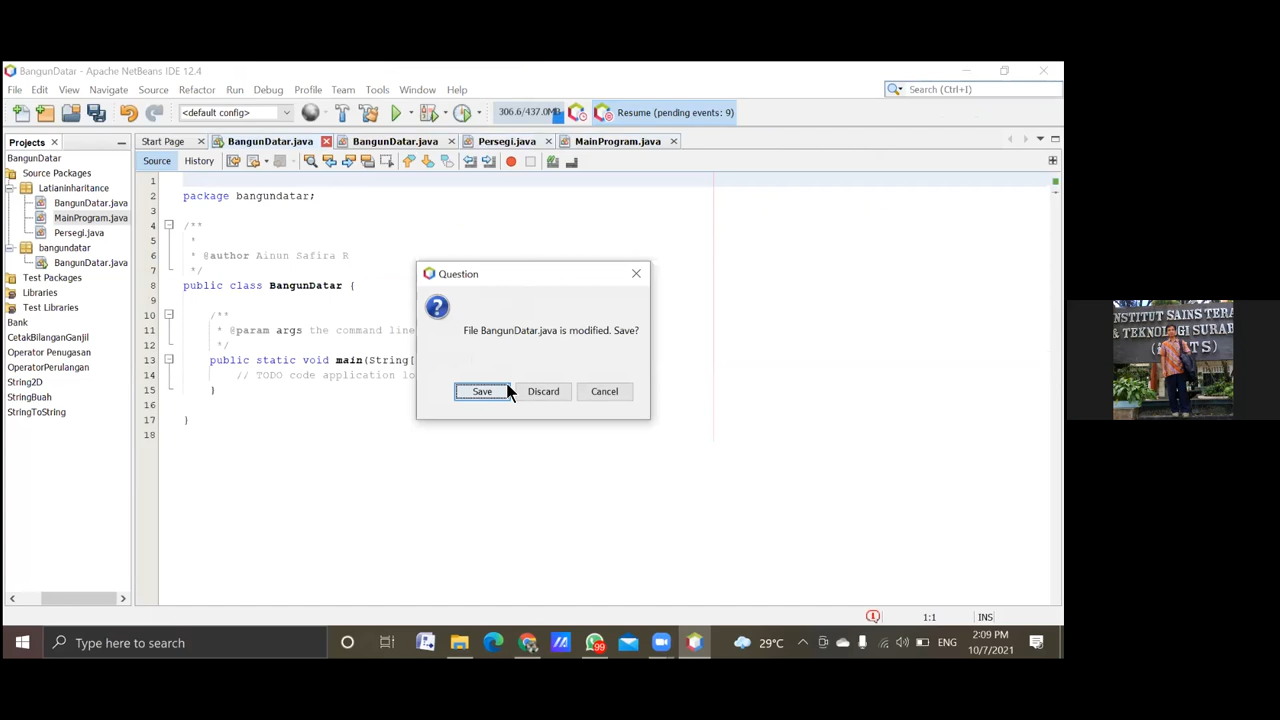 BangunDatar - Apache NetBeans IDE 12.4
File Edit View Navigate Source Refactor Run Debug Profile Team Tools Window Help
Search (Ctrl+I)
<default config>
306.6/437.0MB
Resume (pending events: 9)
Projects
Start Page
BangunDatar.java
BangunDatar.java
Persegi.java
MainProgram.java
Source
History
BangunDatar
Source Packages
Latianinheritance
BangunDatar.java
MainProgram.java
Persegi.java
bangundatar
BangunDatar.java
Test Packages
Libraries
Test Libraries
Bank
CetakBilanganGanjil
Operator Penugasan
OperatorPerulangan
String2D
StringBuah
StringToString
1
2 package bangundatar;
3
4 /**
5 *
6 * @author Ainun Safira R
7 */
8 public class BangunDatar {
9
10 /**
11 * @param args the command line
12 */
13 public static void main(String[
14 // TODO code application lo
15 }
16
17 }
18
Question
File BangunDatar.java is modified. Save?
Save
Discard
Cancel
1:1
INS
Type here to search
99
29°C
ENG
2:09 PM
10/7/2021
INSTITUT SAINS TERA
& TEKNOLOGI SURAB